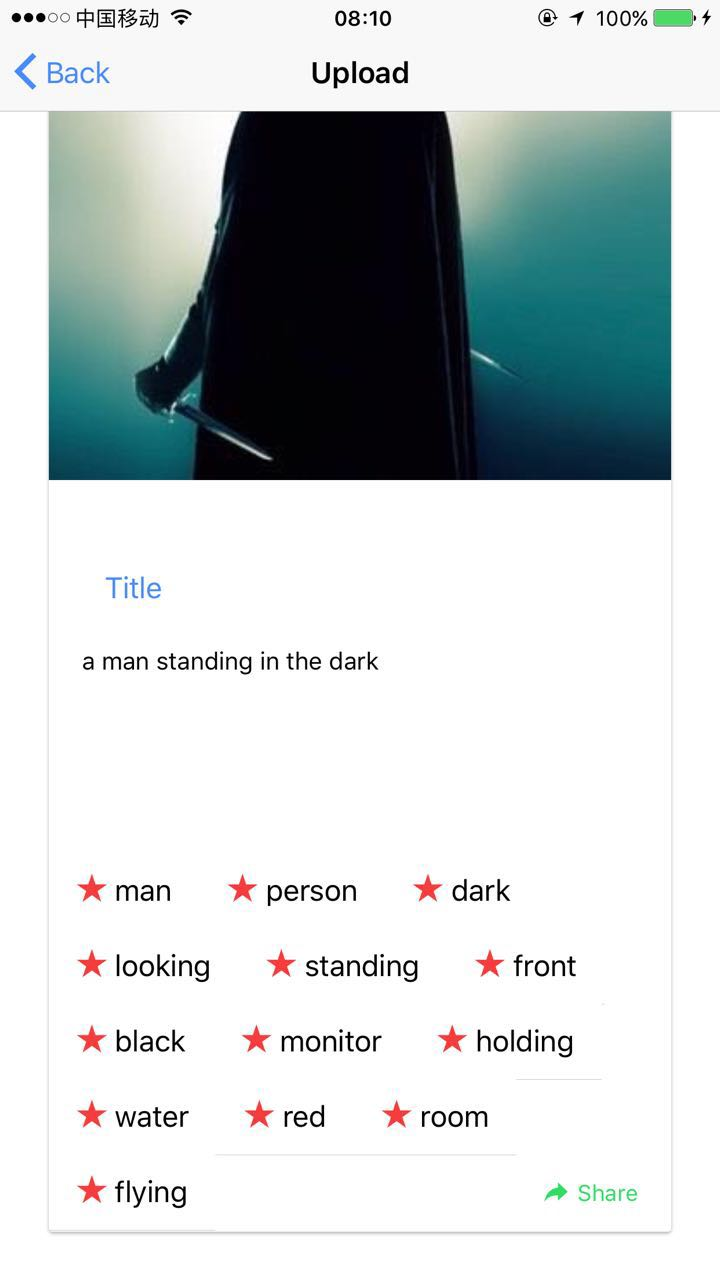 中国移动 08:10 100%
Back Upload
Title
a man standing in the dark
man person dark
looking standing front
black monitor holding
water red room
flying Share